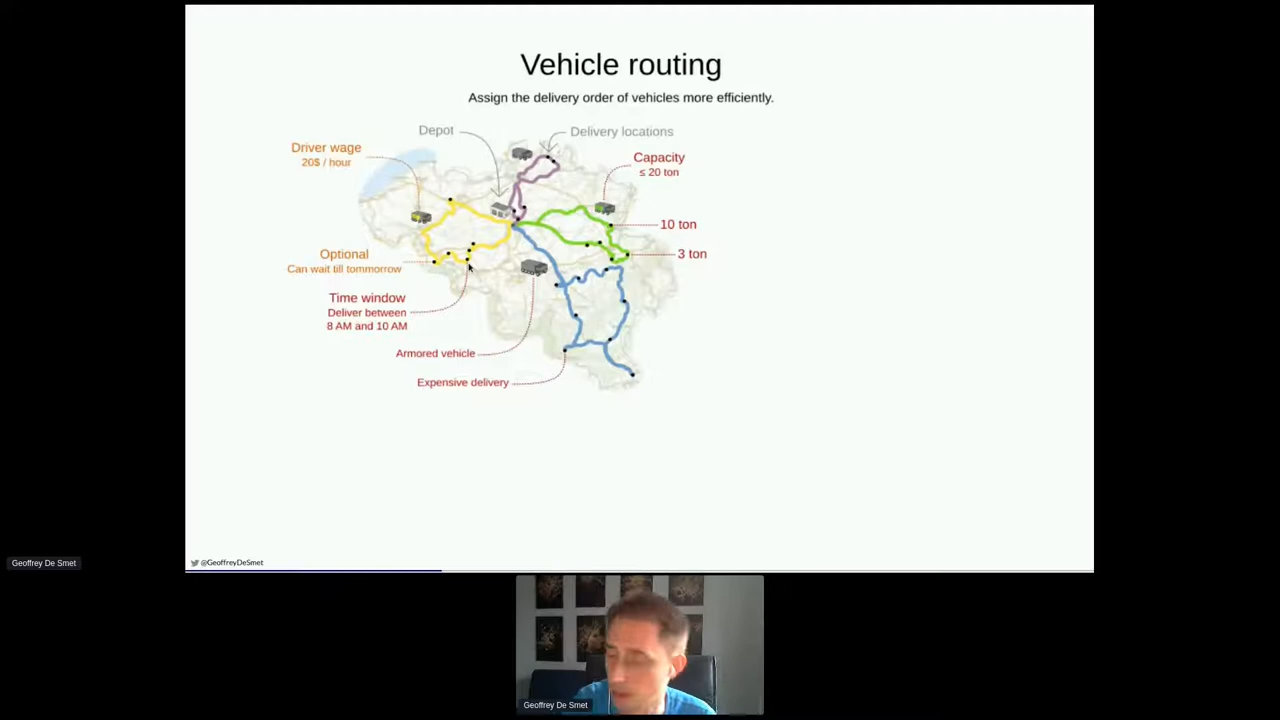 Vehicle routing
Assign the delivery order of vehicles more efficiently.
Depot
Delivery locations
Driver wage
20$ / hour
Capacity
≤ 20 ton
10 ton
3 ton
Optional
Can wait till tommorrow
Time window
Deliver between
8 AM and 10 AM
Armored vehicle
Expensive delivery
@GeoffreyDeSmet
Geoffrey De Smet
Geoffrey De Smet